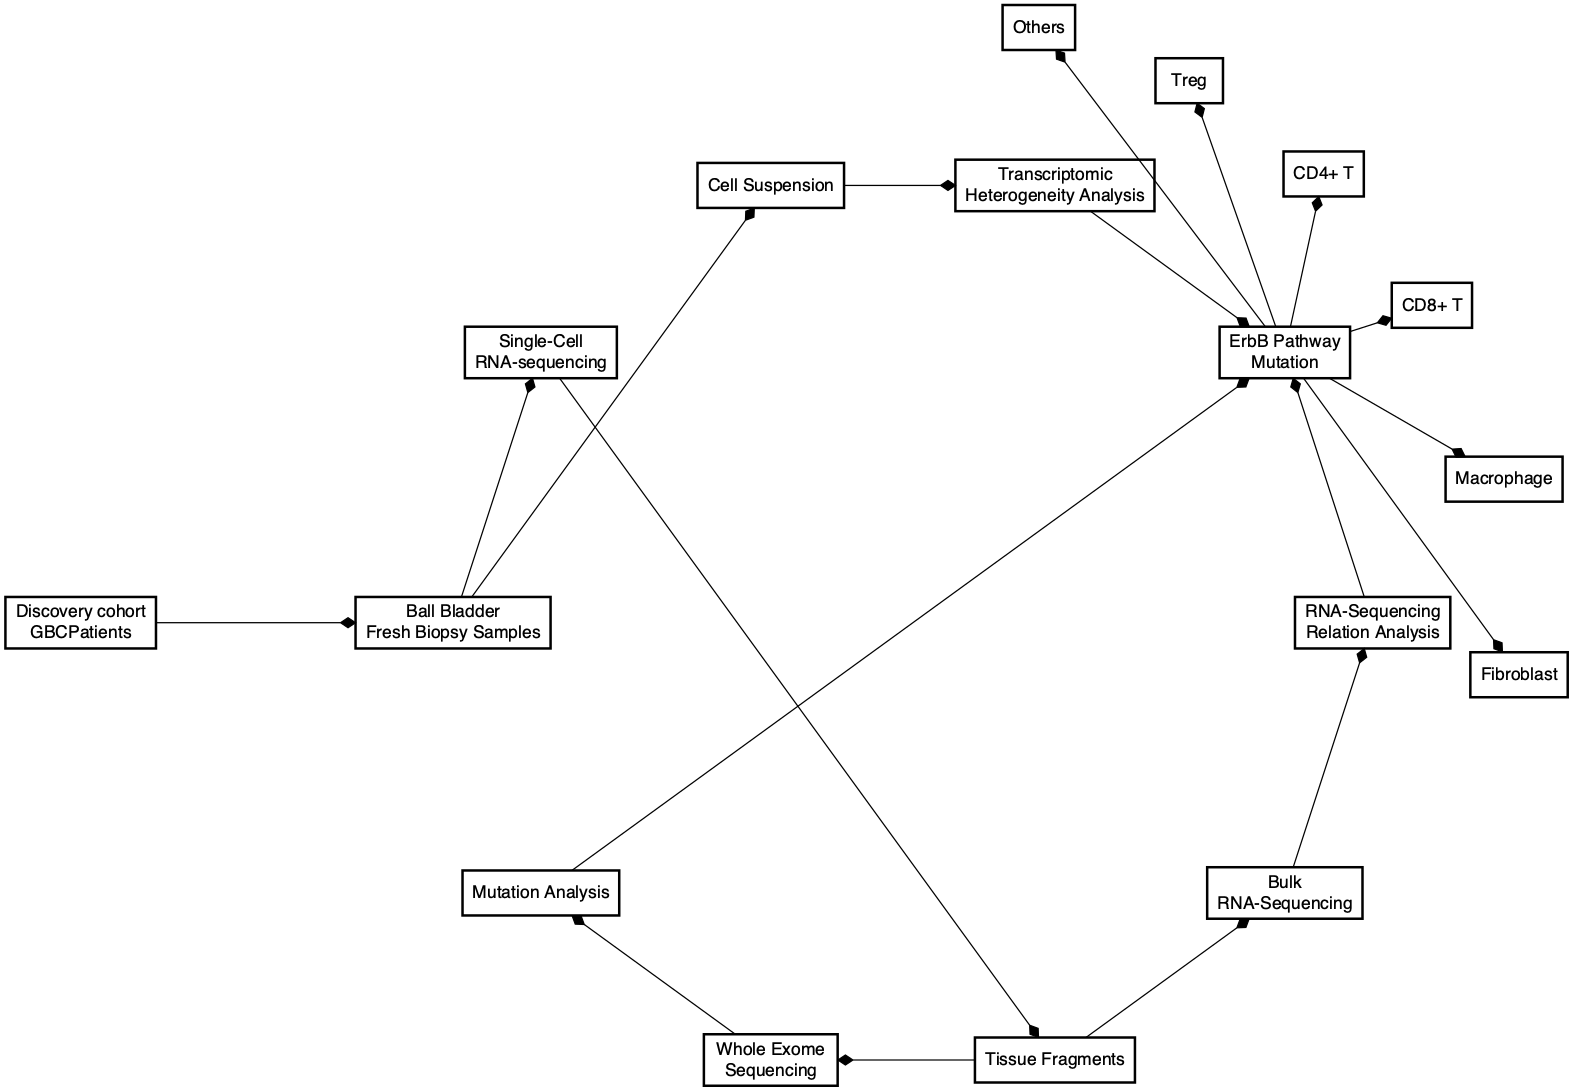 Others
Treg
CD4+ T
Transcriptomic
Heterogeneity Analysis
Cell Suspension
CD8+ T
Single-Cell
RNA-sequencing
ErbB Pathway
Mutation
Macrophage
Discovery cohort
GBCPatients
Ball Bladder
Fresh Biopsy Samples
RNA-Sequencing
Relation Analysis
Fibroblast
Mutation Analysis
Bulk
RNA-Sequencing
Whole Exome
Sequencing
Tissue Fragments